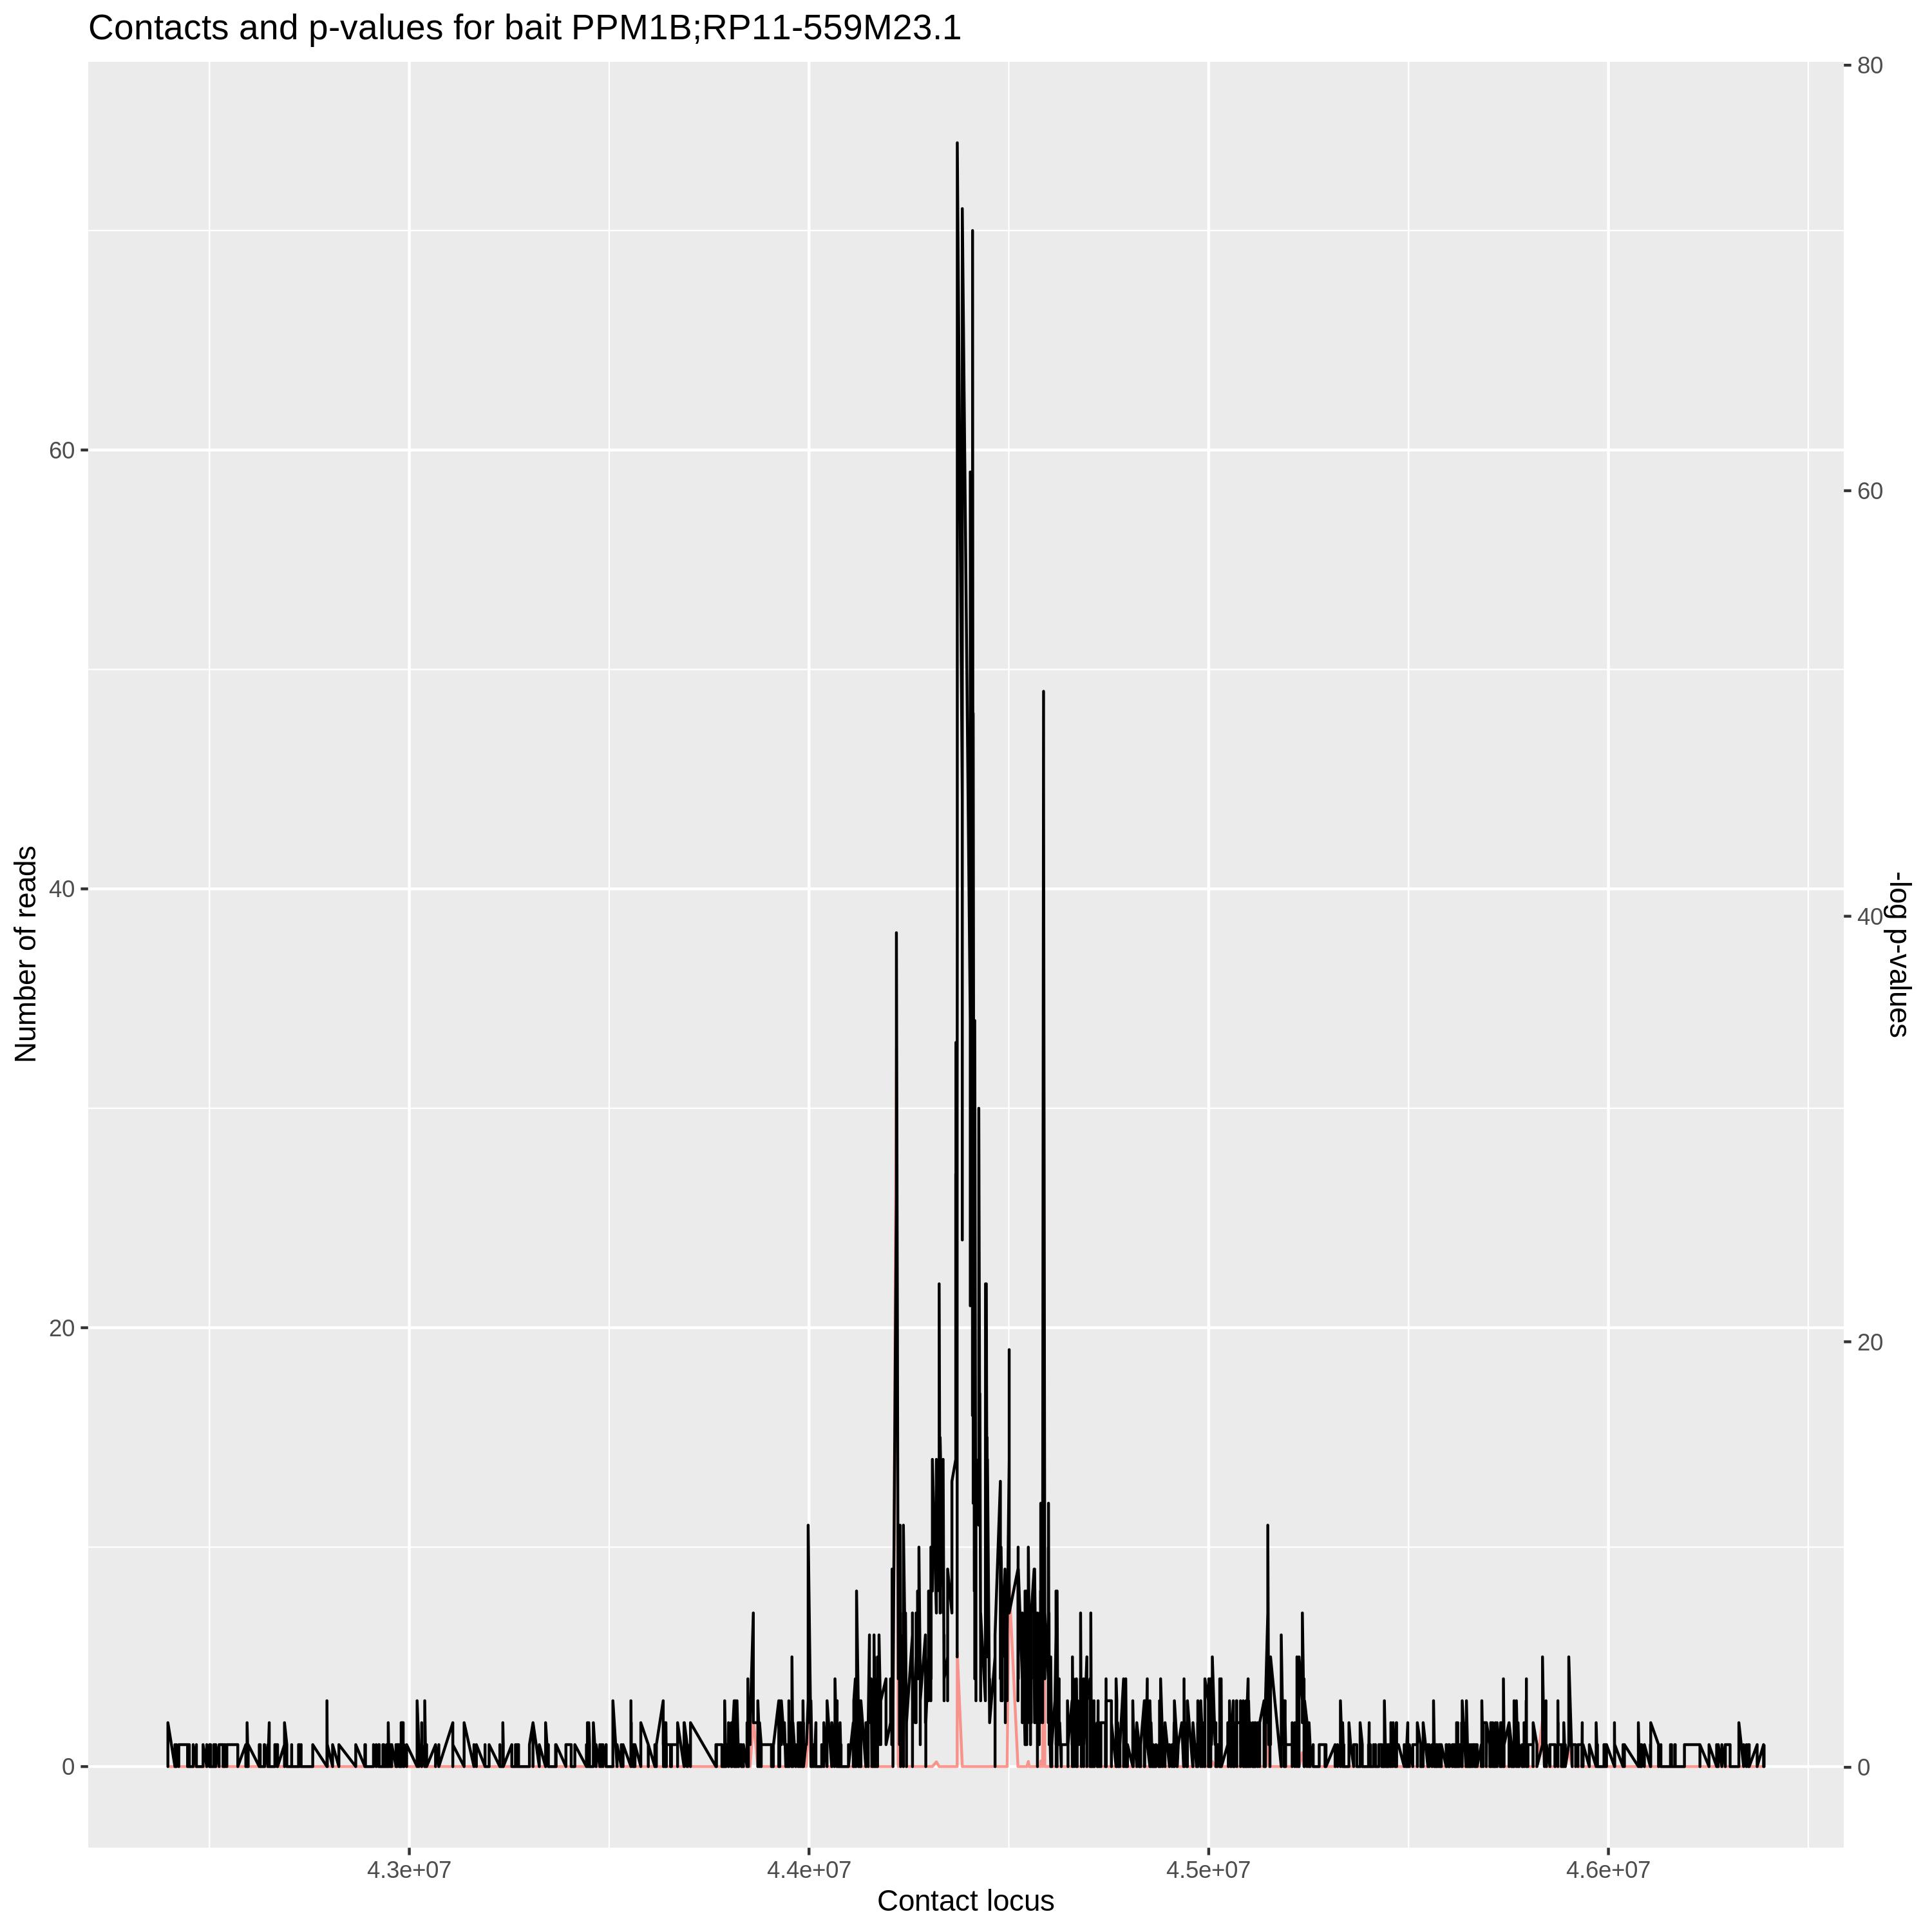 Contacts and p-values for bait PPM1B;RP11-559M23.1
80
60
60
40
40
20
20
0
0
Number of reads
-log p-values
4.3e+07
4.4e+07
4.5e+07
4.6e+07
Contact locus